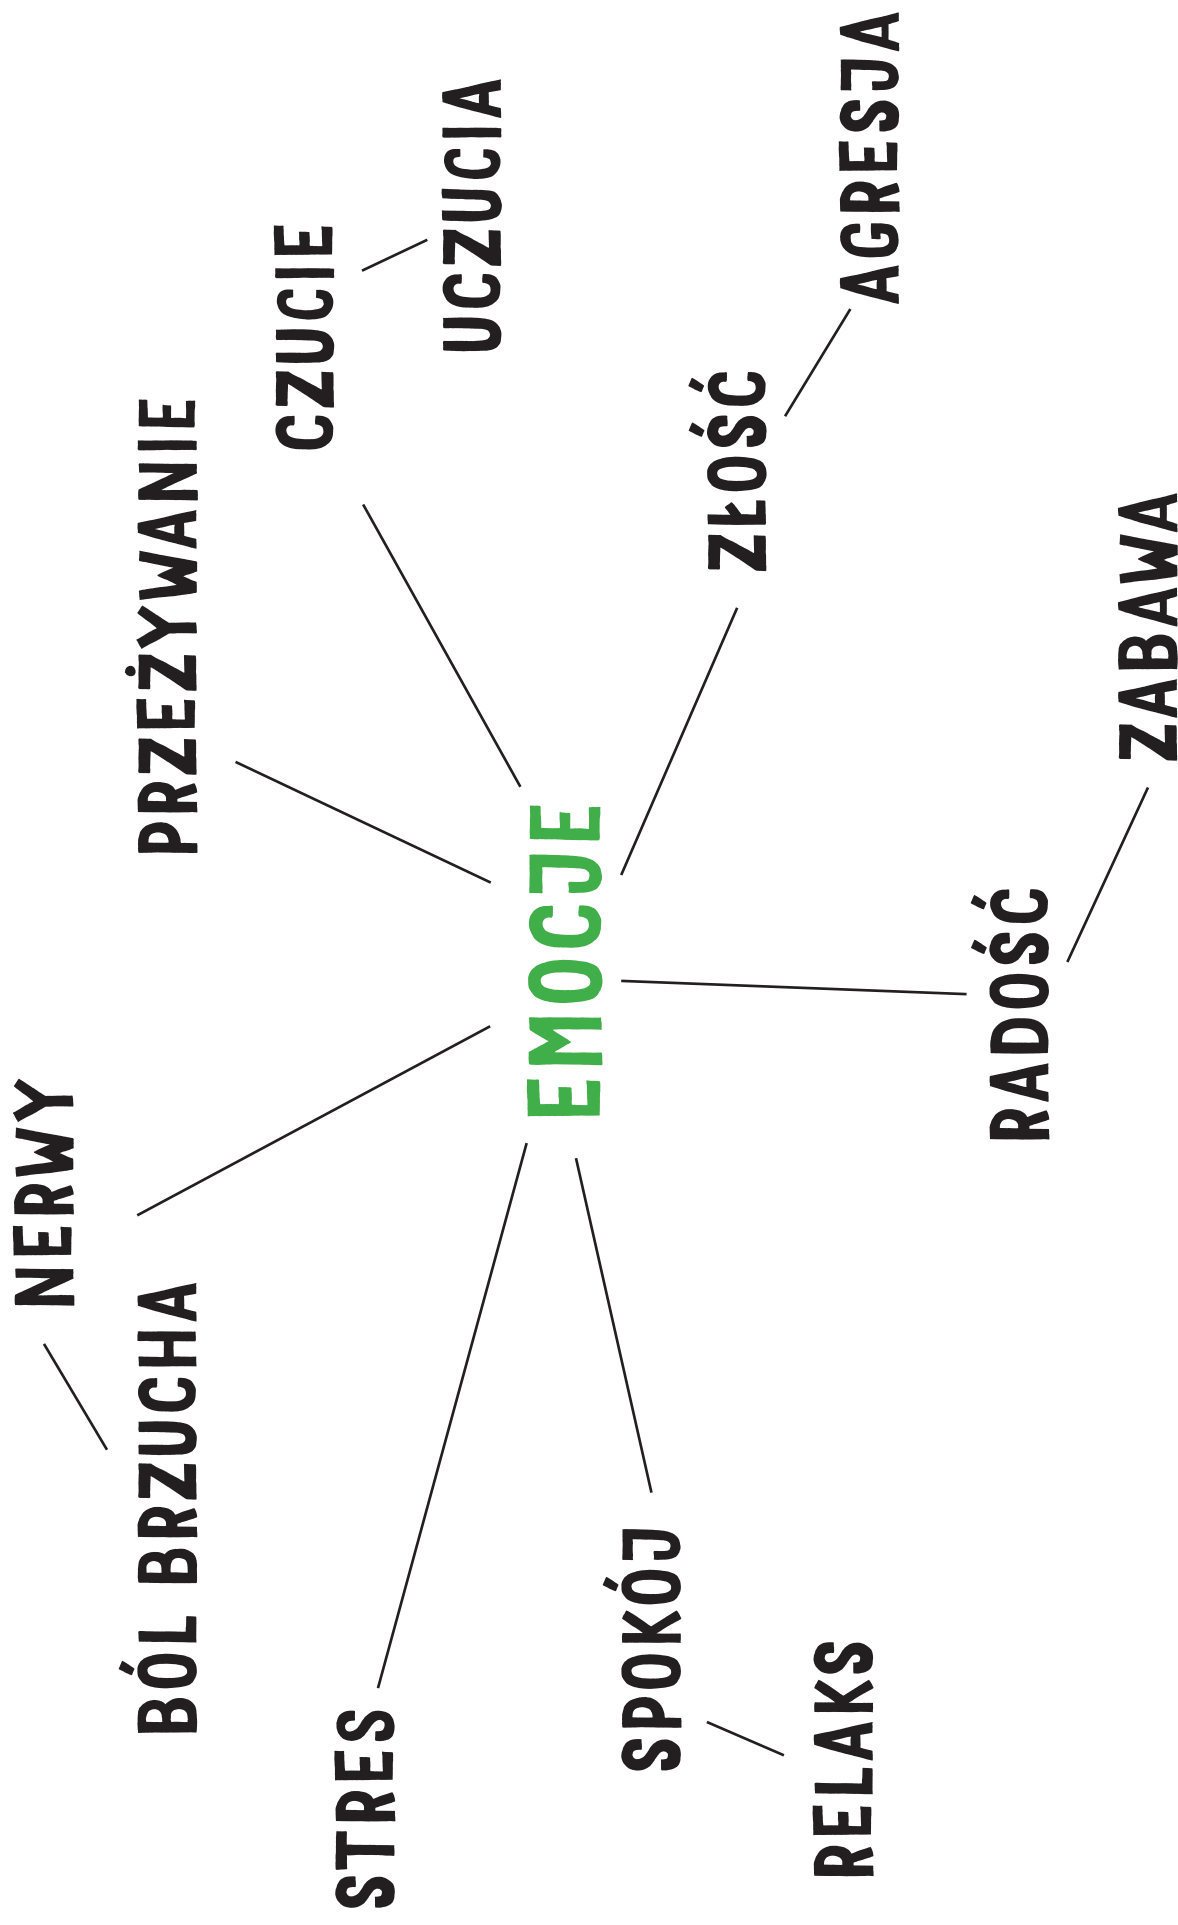 NERWY
BÓL BRZUCHA
PRZEŻYWANIE
CZUCIE
STRES
UCZUCIA
EMOCJE
SPOKÓJ
ZŁOŚĆ
RELAKS
AGRESJA
RADOŚĆ
ZABAWA